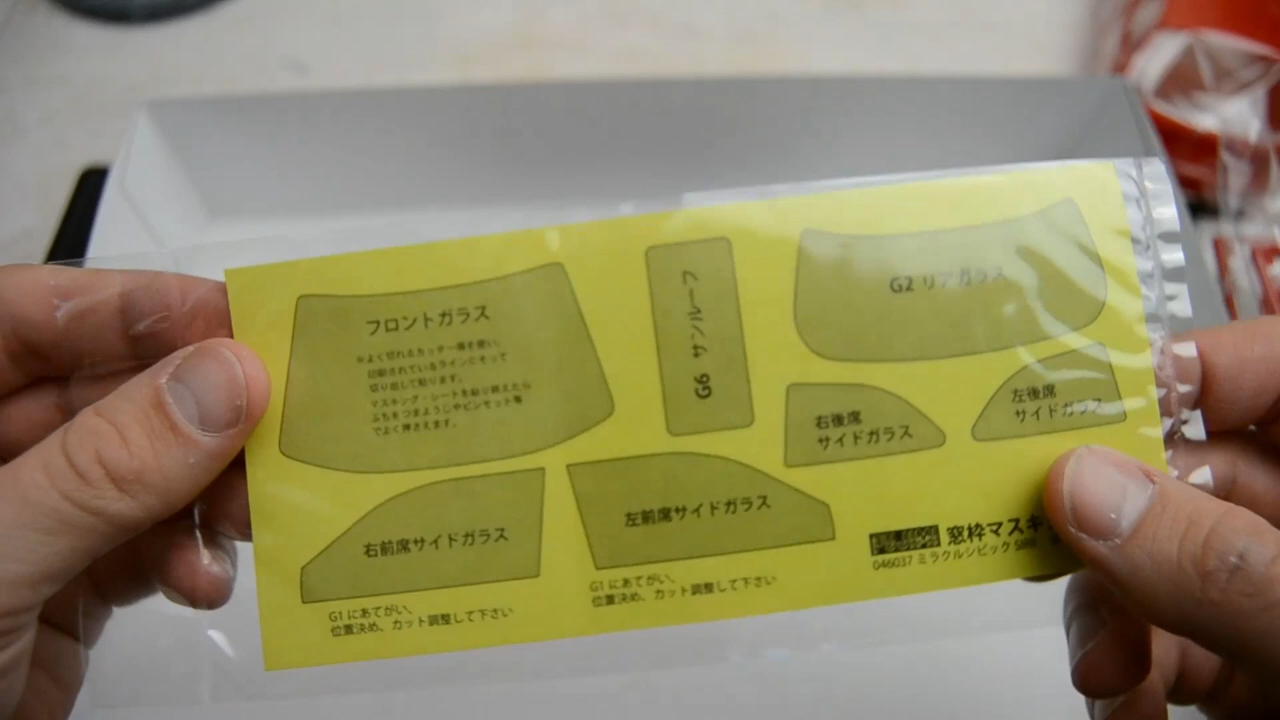 フロントガラス
※よく切れるカッター等を使い、
印刷されているラインにそって
切り出して貼ります。
マスキング・シートを貼り終えたら
ふちをつまようじやピンセット等
でよく押さえます。
G6 サンルーフ
G2 リアガラス
右後席
サイドガラス
左後席
サイドガラス
右前席サイドガラス
G1 にあてがい、
位置決め、カット調整して下さい
左前席サイドガラス
G1 にあてがい、
位置決め、カット調整して下さい
窓枠マスキ
046037 ミラクルシビック